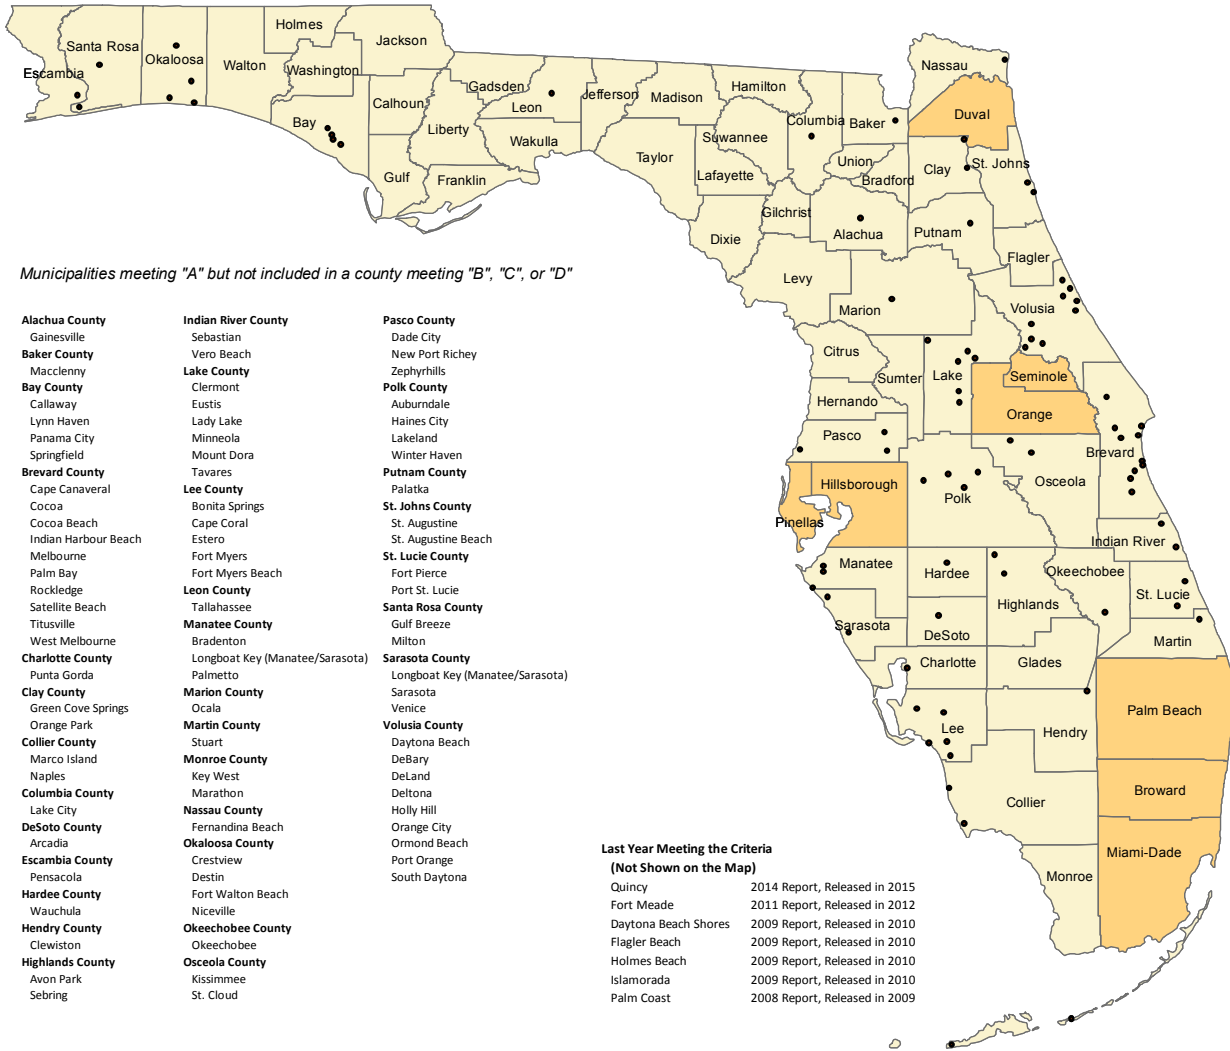 Holmes
Jackson
Santa Rosa
Okaloosa
Walton
Washington
Escambia
Gadsden
Jefferson
Madison
Hamilton
Nassau
Calhoun
Leon
Columbia
Baker
Duval
Bay
Liberty
Wakulla
Suwannee
Taylor
Union
Clay
St. Johns
Gulf
Franklin
Lafayette
Bradford
Gilchrist
Alachua
Putnam
Dixie
Flagler
Levy
Marion
Volusia
Citrus
Sumter
Lake
Seminole
Hernando
Orange
Pasco
Brevard
Hillsborough
Polk
Osceola
Pinellas
Indian River
Manatee
Hardee
Okeechobee
St. Lucie
Highlands
Sarasota
DeSoto
Martin
Charlotte
Glades
Palm Beach
Lee
Hendry
Broward
Collier
Miami-Dade
Monroe
Municipalities meeting "A" but not included in a county meeting "B", "C", or "D"
Alachua County
Gainesville
Baker County
Macclenny
Bay County
Callaway
Lynn Haven
Panama City
Springfield
Brevard County
Cape Canaveral
Cocoa
Cocoa Beach
Indian Harbour Beach
Melbourne
Palm Bay
Rockledge
Satellite Beach
Titusville
West Melbourne
Charlotte County
Punta Gorda
Clay County
Green Cove Springs
Orange Park
Collier County
Marco Island
Naples
Columbia County
Lake City
DeSoto County
Arcadia
Escambia County
Pensacola
Hardee County
Wauchula
Hendry County
Clewiston
Highlands County
Avon Park
Sebring
Indian River County
Sebastian
Vero Beach
Lake County
Clermont
Eustis
Lady Lake
Minneola
Mount Dora
Tavares
Lee County
Bonita Springs
Cape Coral
Estero
Fort Myers
Fort Myers Beach
Leon County
Tallahassee
Manatee County
Bradenton
Longboat Key (Manatee/Sarasota)
Palmetto
Marion County
Ocala
Martin County
Stuart
Monroe County
Key West
Marathon
Nassau County
Fernandina Beach
Okaloosa County
Crestview
Destin
Fort Walton Beach
Niceville
Okeechobee County
Okeechobee
Osceola County
Kissimmee
St. Cloud
Pasco County
Dade City
New Port Richey
Zephyrhills
Polk County
Auburndale
Haines City
Lakeland
Winter Haven
Putnam County
Palatka
St. Johns County
St. Augustine
St. Augustine Beach
St. Lucie County
Fort Pierce
Port St. Lucie
Santa Rosa County
Gulf Breeze
Milton
Sarasota County
Longboat Key (Manatee/Sarasota)
Sarasota
Venice
Volusia County
Daytona Beach
DeBary
DeLand
Deltona
Holly Hill
Orange City
Ormond Beach
Port Orange
South Daytona
Last Year Meeting the Criteria
(Not Shown on the Map)
Quincy 2014 Report, Released in 2015
Fort Meade 2011 Report, Released in 2012
Daytona Beach Shores 2009 Report, Released in 2010
Flagler Beach 2009 Report, Released in 2010
Holmes Beach 2009 Report, Released in 2010
Islamorada 2009 Report, Released in 2010
Palm Coast 2008 Report, Released in 2009